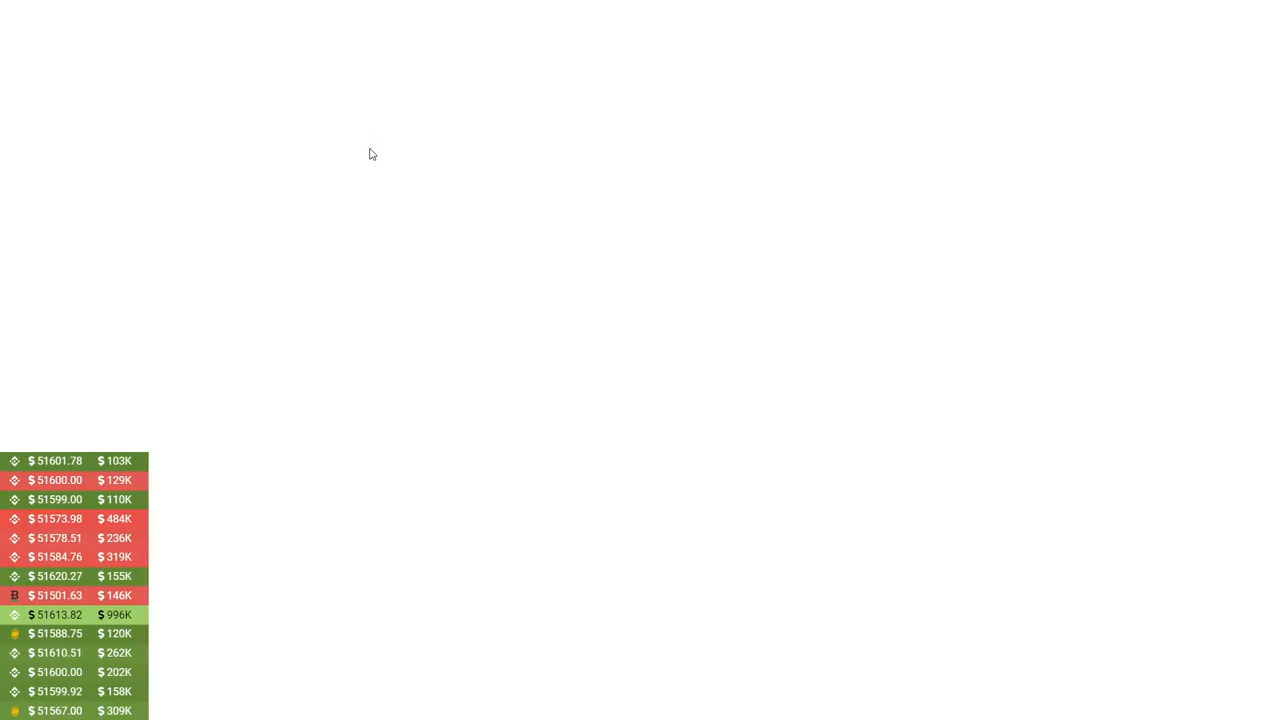 $ 51601.78 $ 103K
$ 51600.00 $ 129K
$ 51599.00 $ 110K
$ 51573.98 $ 484K
$ 51578.51 $ 236K
$ 51584.76 $ 319K
$ 51620.27 $ 155K
$ 51501.63 $ 146K
$ 51613.82 $ 996K
$ 51588.75 $ 120K
$ 51610.51 $ 262K
$ 51600.00 $ 202K
$ 51599.92 $ 158K
$ 51567.00 $ 309K